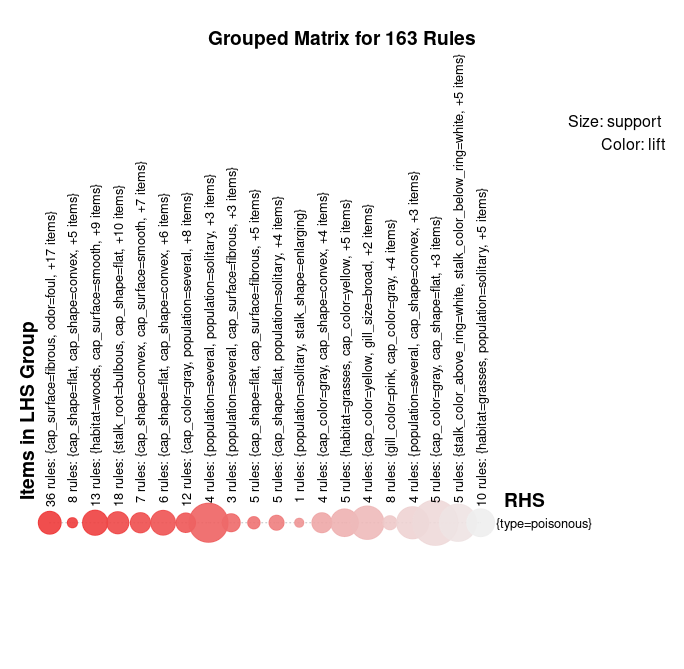 Grouped Matrix for 163 Rules
Size: support
Color: lift
Items in LHS Group
36 rules: {cap_surface=fibrous, odor=foul, +17 items}
8 rules: {cap_shape=flat, cap_shape=convex, +5 items}
13 rules: {habitat=woods, cap_surface=smooth, +9 items}
18 rules: {stalk_root=bulbous, cap_shape=flat, +10 items}
7 rules: {cap_shape=convex, cap_surface=smooth, +7 items}
6 rules: {cap_shape=flat, cap_shape=convex, +6 items}
12 rules: {cap_color=gray, population=several, +8 items}
4 rules: {population=several, population=solitary, +3 items}
3 rules: {population=several, cap_surface=fibrous, +3 items}
5 rules: {cap_shape=flat, cap_surface=fibrous, +5 items}
5 rules: {cap_shape=flat, population=solitary, +4 items}
1 rules: {population=solitary, stalk_shape=enlarging}
4 rules: {cap_color=gray, cap_shape=convex, +4 items}
5 rules: {habitat=grasses, cap_color=yellow, +5 items}
4 rules: {cap_color=yellow, gill_size=broad, +2 items}
8 rules: {gill_color=pink, cap_color=gray, +4 items}
4 rules: {population=several, cap_shape=convex, +3 items}
5 rules: {cap_color=gray, cap_shape=flat, +3 items}
5 rules: {stalk_color_above_ring=white, stalk_color_below_ring=white, +5 items}
10 rules: {habitat=grasses, population=solitary, +5 items}
RHS
{type=poisonous}